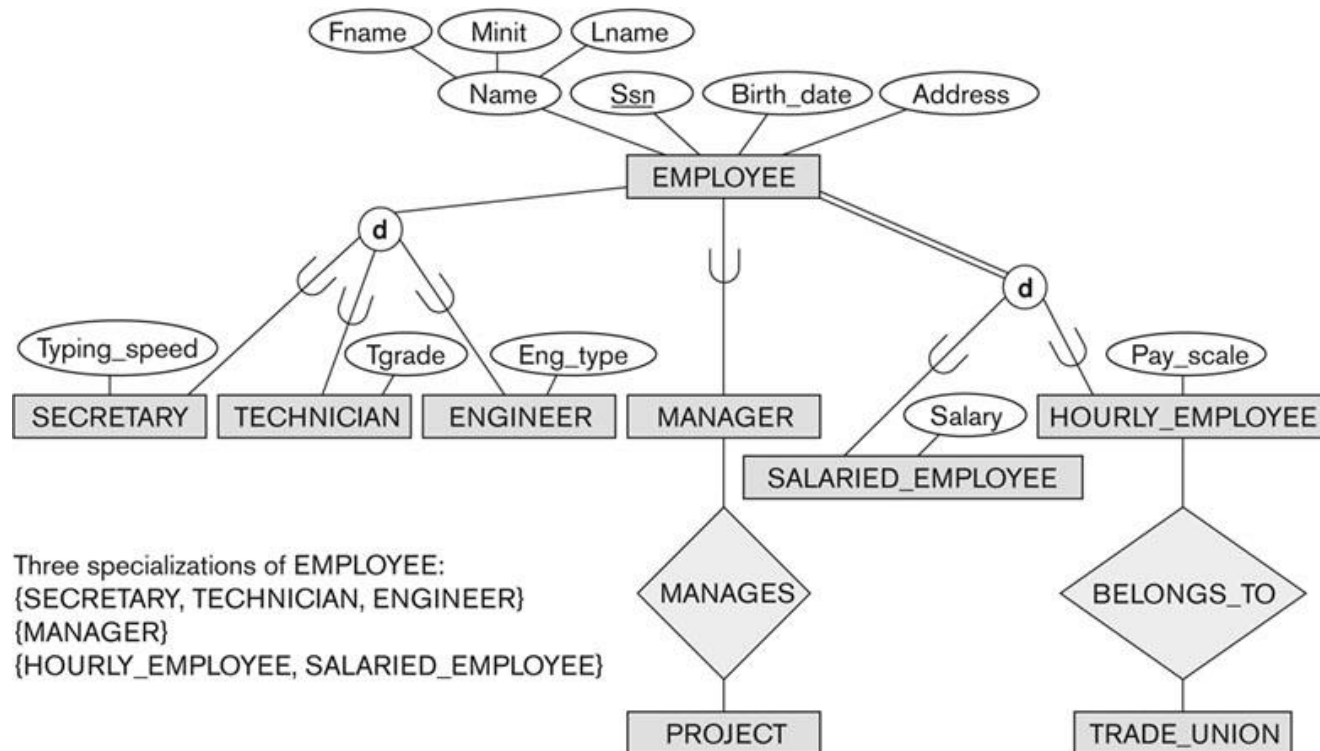 Fname
Minit
Lname
Name
Ssn
Birth_date
Address
EMPLOYEE
d
d
Typing_speed
Tgrade
Eng_type
Pay_scale
SECRETARY
TECHNICIAN
ENGINEER
MANAGER
Salary
HOURLY_EMPLOYEE
SALARIED_EMPLOYEE
Three specializations of EMPLOYEE:
{SECRETARY, TECHNICIAN, ENGINEER}
{MANAGER}
{HOURLY_EMPLOYEE, SALARIED_EMPLOYEE}
MANAGES
BELONGS_TO
PROJECT
TRADE_UNION